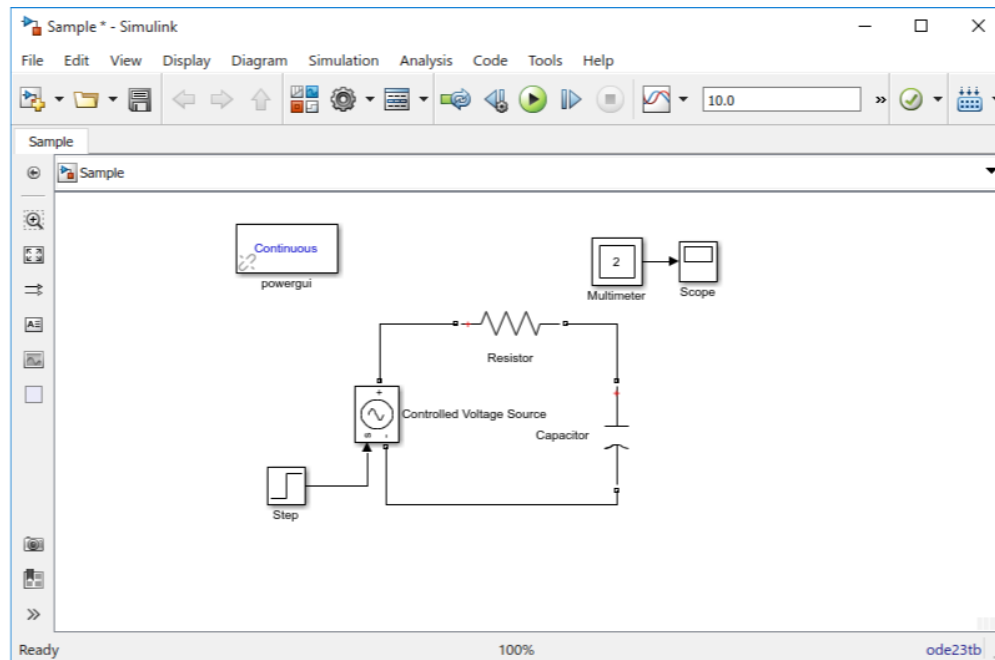 Sample * - Simulink
File Edit View Display Diagram Simulation Analysis Code Tools Help
10.0 »
Sample
Sample
Continuous
powergui
2
Multimeter
Scope
Resistor
+
Controlled Voltage Source
s -
Capacitor
Step
Ready 100% ode23tb